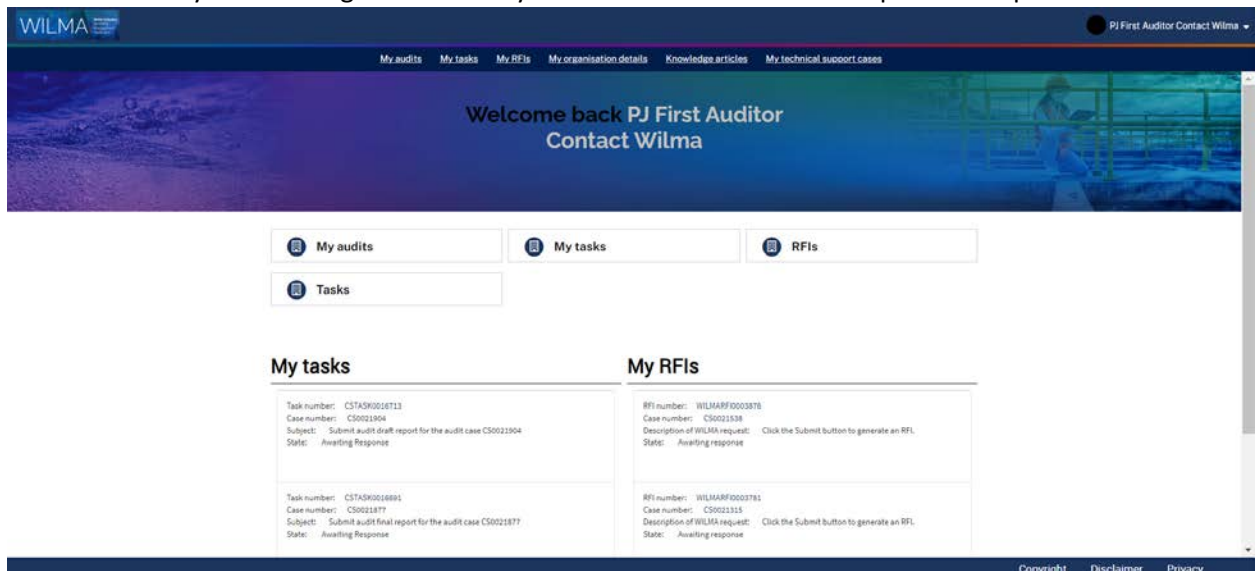 WILMA
PJ First Auditor Contact Wilma
My audits My tasks My RFIs My organisation details Knowledge articles My technical support cases
Welcome back PJ First Auditor
Contact Wilma
My audits
My tasks
RFIs
Tasks
My tasks
Task number: CSTASK0016713
Case number: CS0021904
Subject: Submit audit draft report for the audit case CS0021904
State: Awaiting Response
Task number: CSTASK0016691
Case number: CS0021877
Subject: Submit audit final report for the audit case CS0021877
State: Awaiting Response
My RFIs
RFI number: WILMARFI0003878
Case number: CS0021538
Description of WILMA request: Click the Submit button to generate an RFI.
State: Awaiting response
RFI number: WILMARFI0003781
Case number: CS0021315
Description of WILMA request: Click the Submit button to generate an RFI.
State: Awaiting response
Copyright Disclaimer Privacy